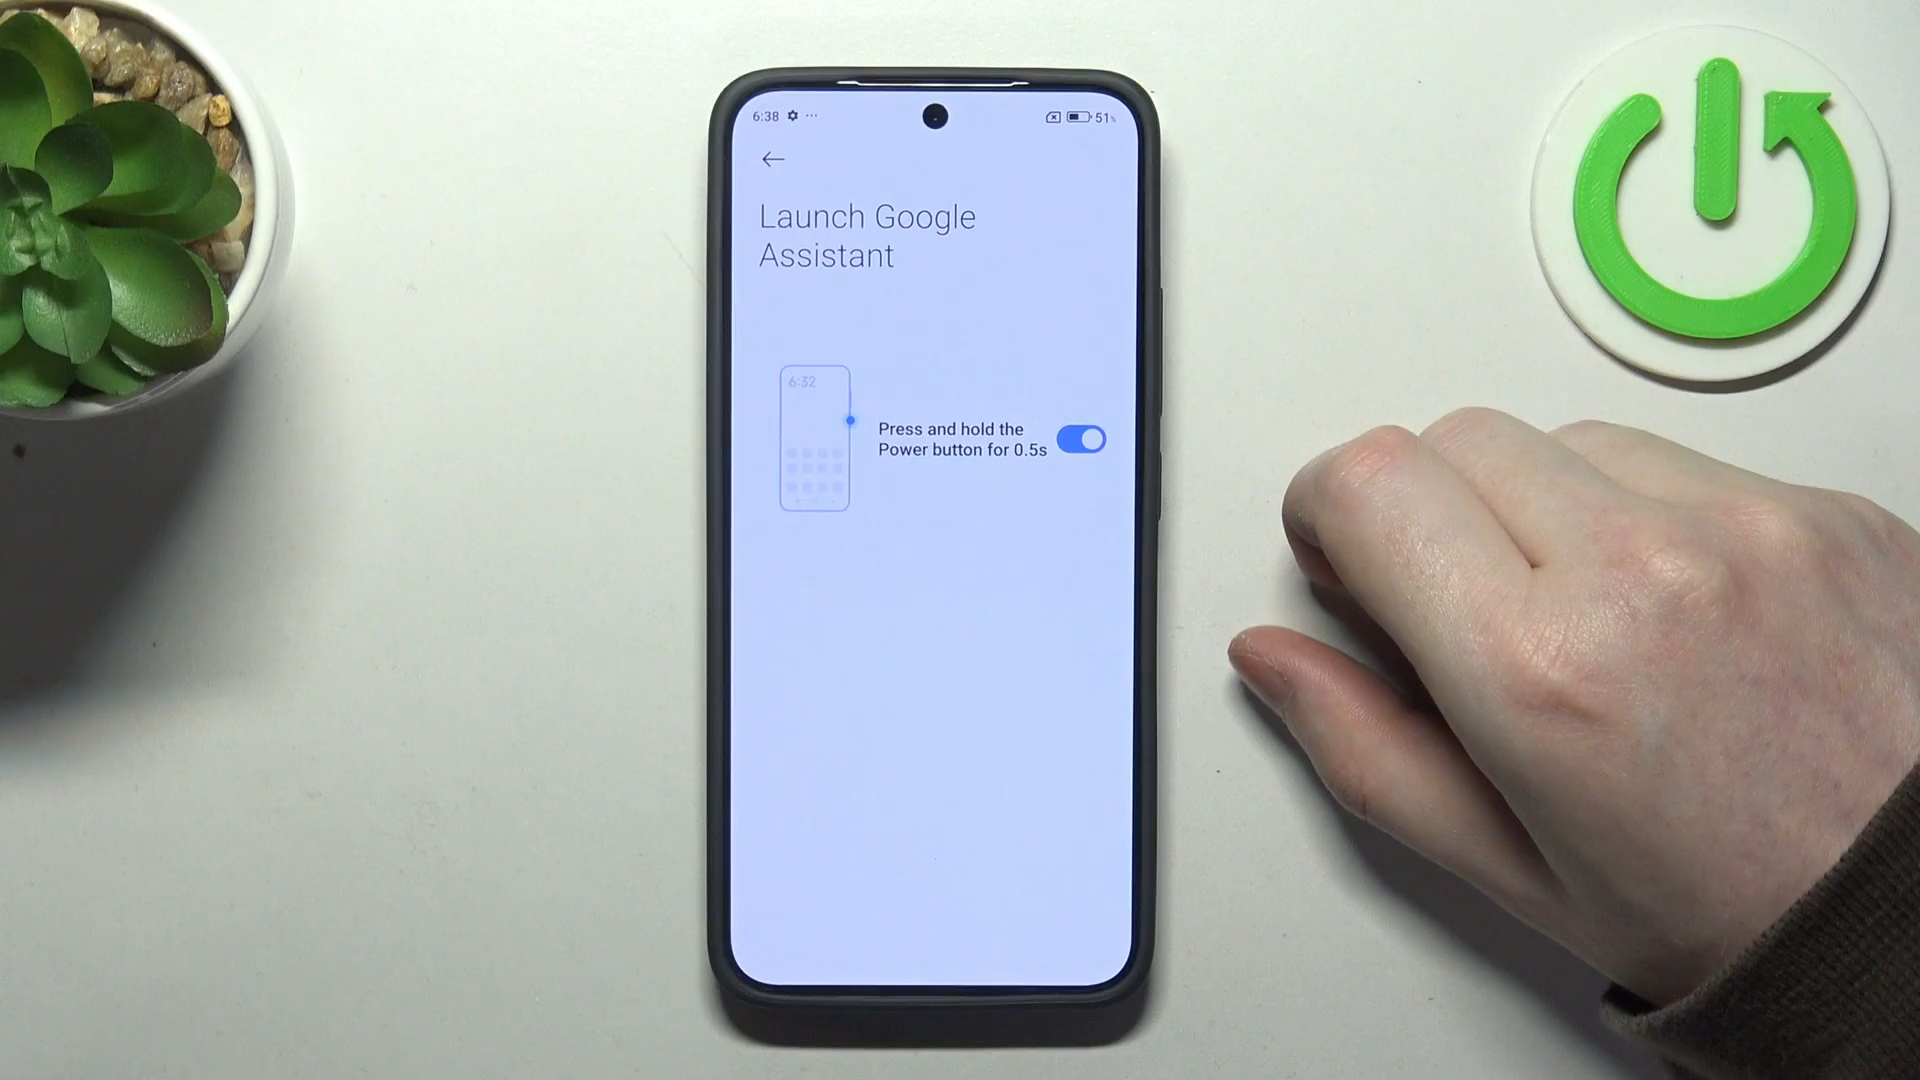 6:38 ... 51%
Launch Google
Assistant
6:32
Press and hold the
Power button for 0.5s